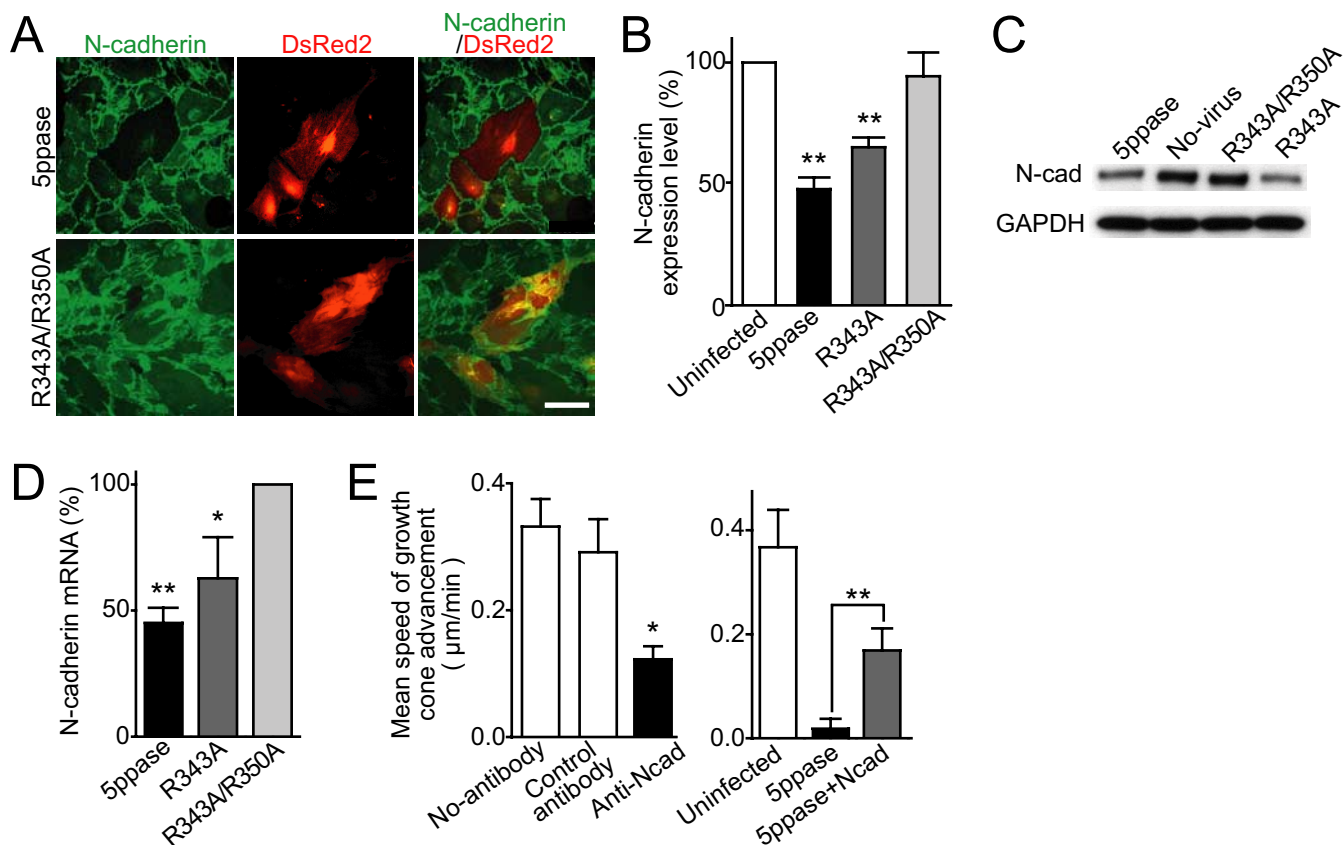 A
N-cadherin
DsRed2
N-cadherin
/DsRed2
5ppase
R343A/R350A
B
N-cadherin
expression level (%)
100
50
0
**
**
Uninfected
5ppase
R343A
R343A/R350A
C
5ppase
No-virus
R343A/R350A
R343A
N-cad
GAPDH
D
N-cadherin mRNA (%)
100
50
0
**
*
5ppase
R343A
R343A/R350A
E
Mean speed of growth
cone advancement
( µm/min )
0.4
0.2
0.0
*
No-antibody
Control
antibody
Anti-Ncad
0.4
0.2
0.0
**
Uninfected
5ppase
5ppase+Ncad